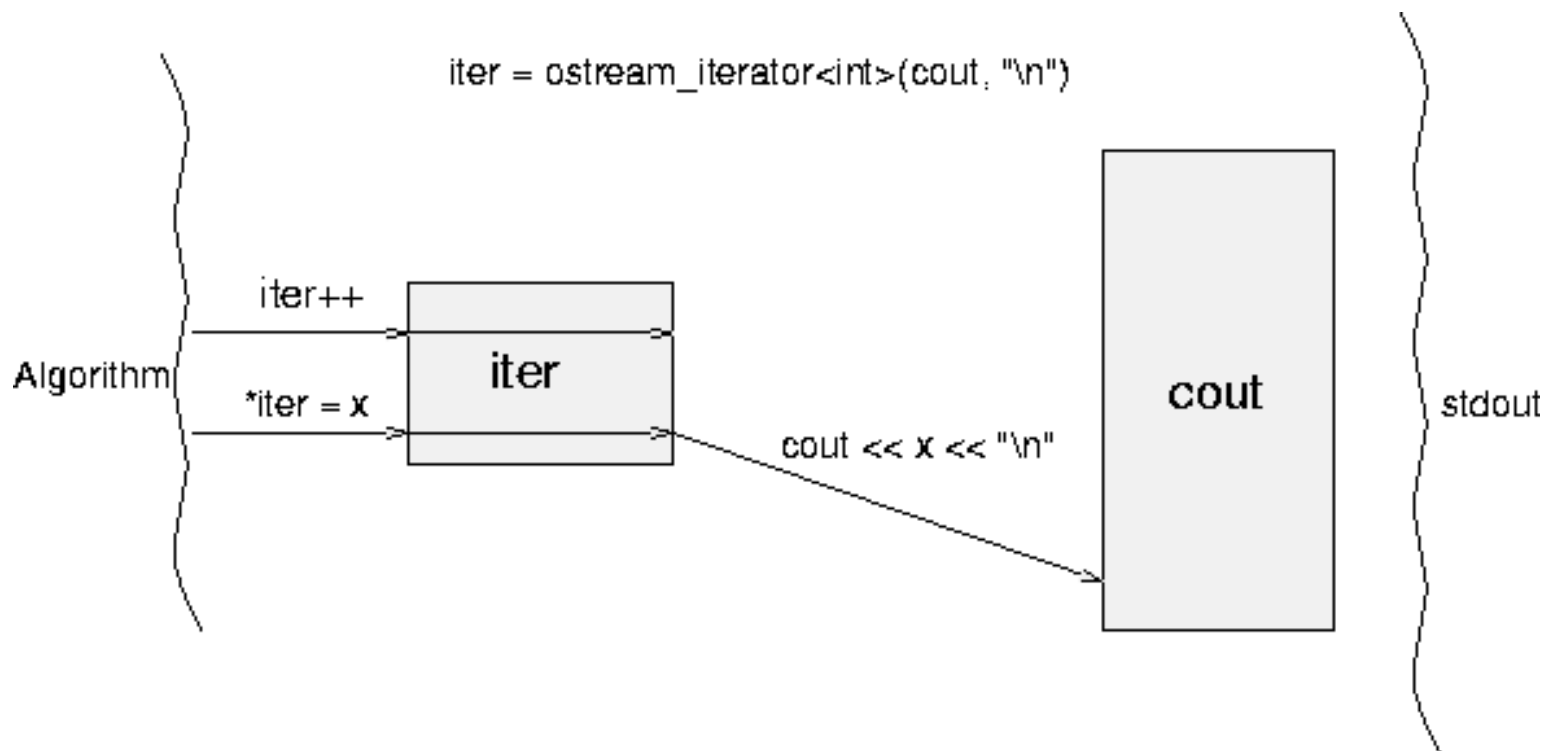 iter = ostream_iterator<int>(cout, "\n")
iter++
iter
Algorithm
*iter = x
cout << x << "\n"
cout
stdout